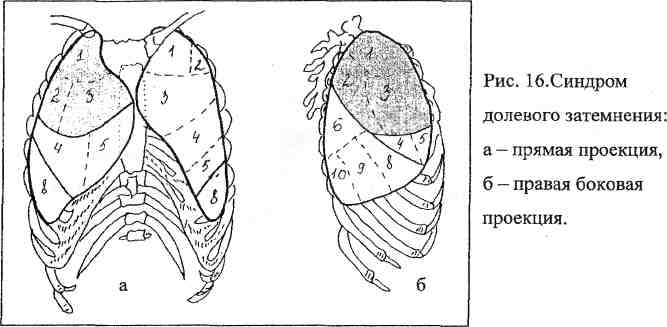 1
2 3
4 5
8
1 2
3
4
5
8
а
1
2 3
6 4 5
10 9 8
б
Рис. 16.Синдром
долевого затемнения:
а – прямая проекция,
б – правая боковая
проекция.